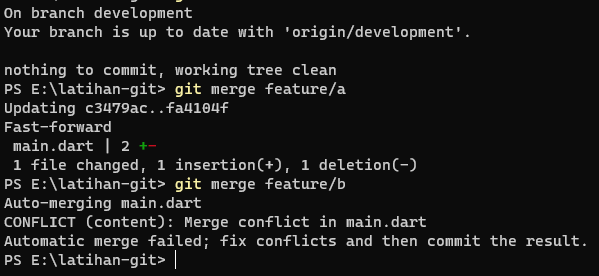 On branch development
Your branch is up to date with 'origin/development'.
nothing to commit, working tree clean
PS E:\latihan-git> git merge feature/a
Updating c3479ac..fa4104f
Fast-forward
 main.dart | 2 +-
 1 file changed, 1 insertion(+), 1 deletion(-)
PS E:\latihan-git> git merge feature/b
Auto-merging main.dart
CONFLICT (content): Merge conflict in main.dart
Automatic merge failed; fix conflicts and then commit the result.
PS E:\latihan-git>